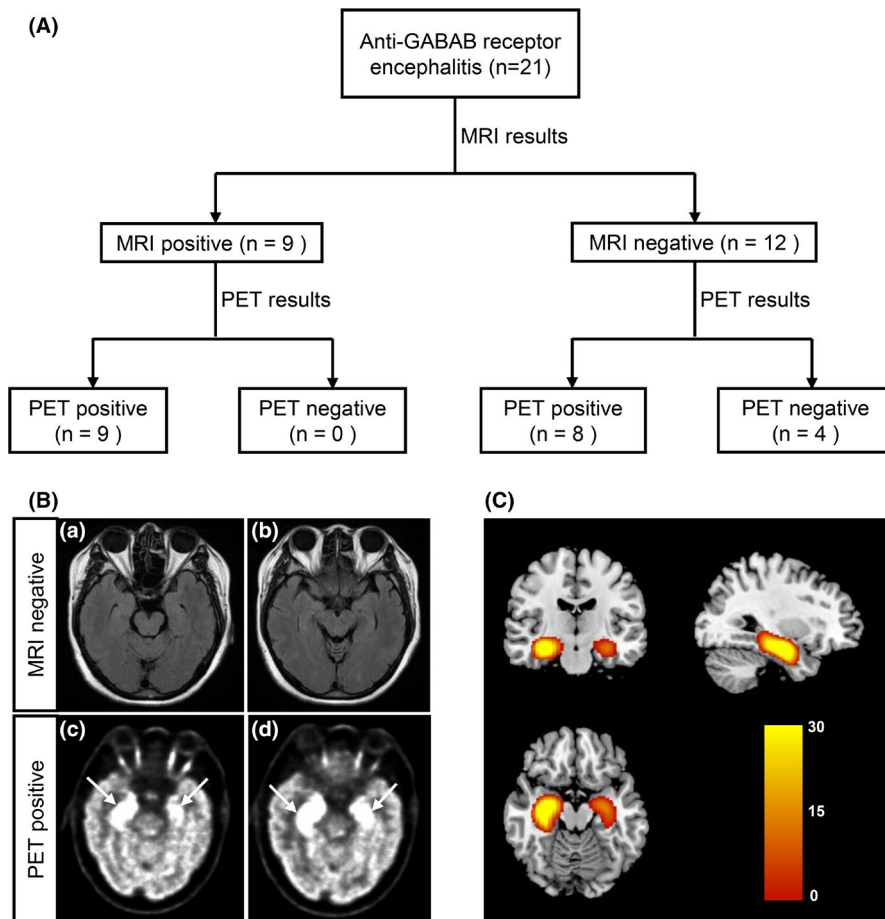 (A)
Anti-GABAB receptor
encephalitis (n=21)
MRI results
MRI positive (n = 9 )
MRI negative (n = 12 )
PET results
PET results
PET positive
(n = 9 )
PET negative
(n = 0 )
PET positive
(n = 8 )
PET negative
(n = 4 )
(B)
(C)
MRI negative
(a)
(b)
PET positive
(c)
(d)
30
15
0